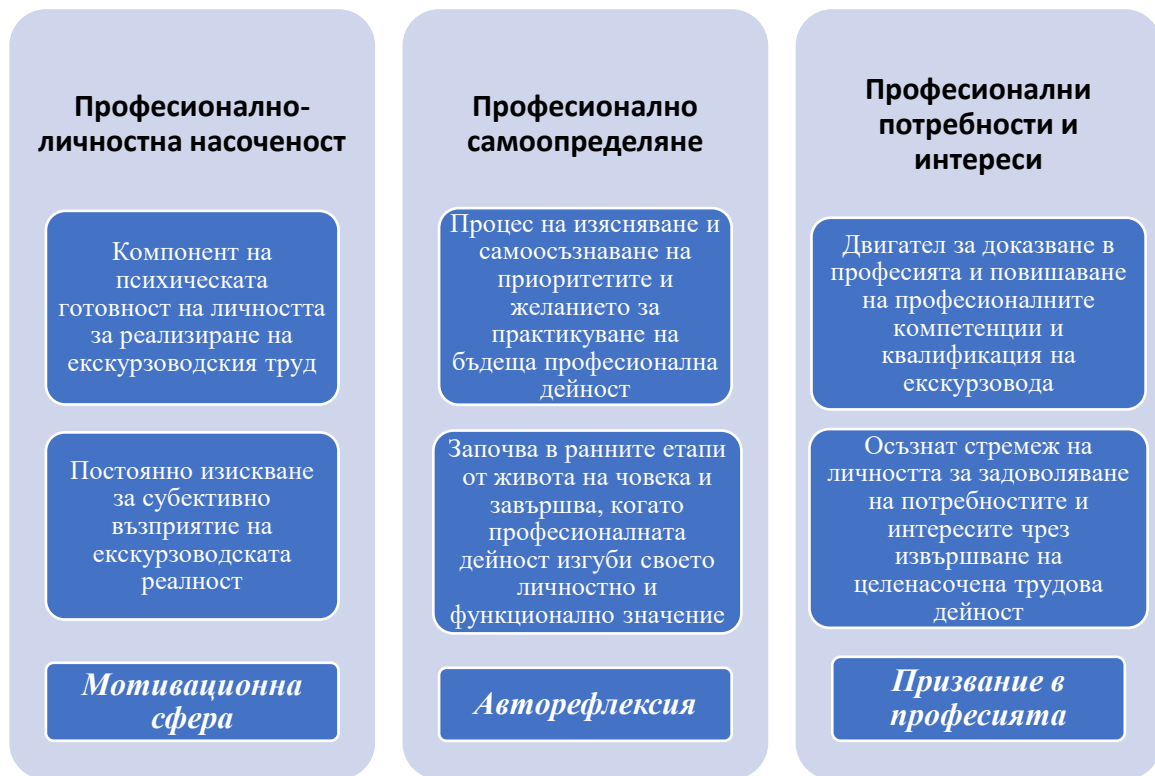 Професионално-
личностна насоченост
Компонент на
психическата
готовност на личността
за реализиране на
екскурзоводския труд
Постоянно изискване
за субективно
възприятие на
екскурзоводската
реалност
Мотивационна
сфера
Професионално
самоопределяне
Процес на изясняване и
самоосъзнаване на
приоритетите и
желанието за
практикуване на
бъдеща професионална
дейност
Започва в ранните етапи
от живота на човека и
завършва, когато
професионалната
дейност изгуби своето
личностно и
функционално значение
Авторефлексия
Професионални
потребности и
интереси
Двигател за доказване в
професията и повишаване
на професионалните
компетенции и
квалификация на
екскурзовода
Осъзнат стремеж на
личността за задоволяване
на потребностите и
интересите чрез
извършване на
целенасочена трудова
дейност
Призвание в
професията